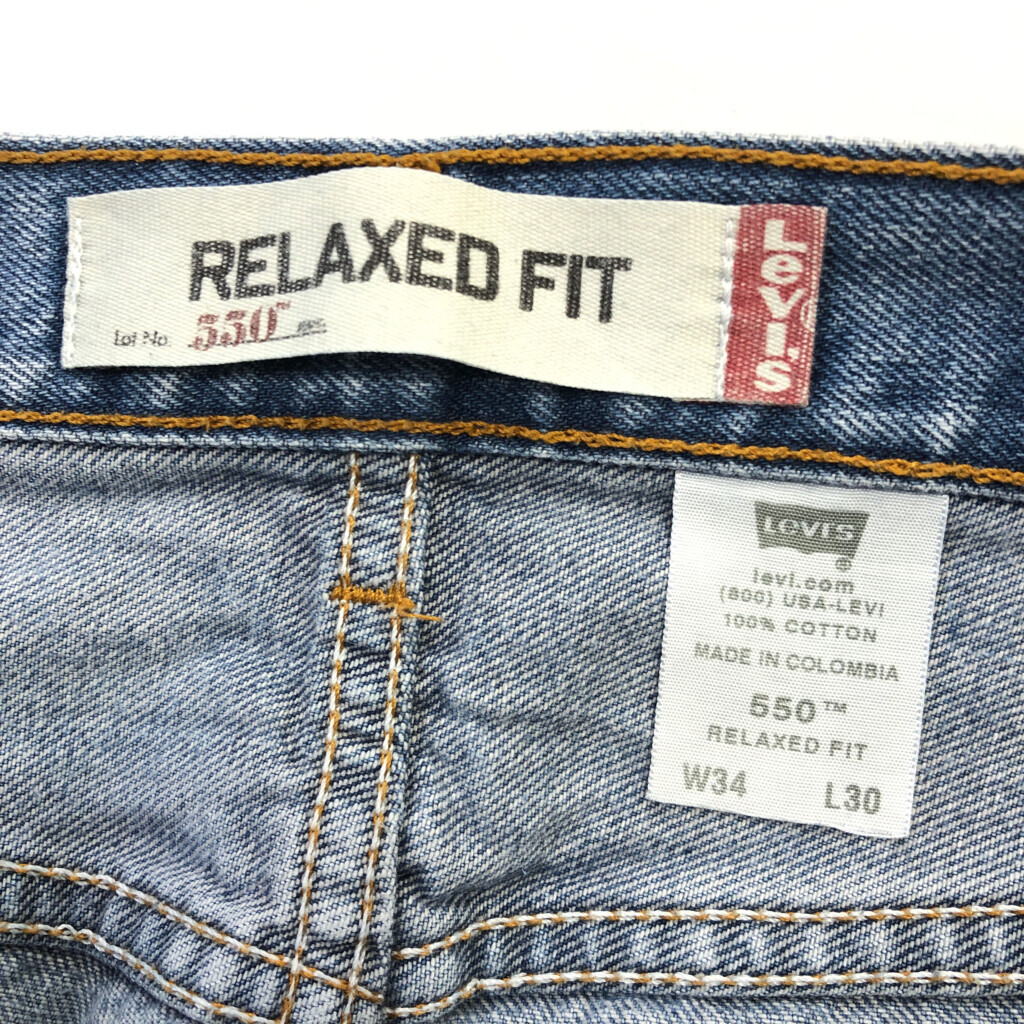 RELAXED FIT
Lot No. 550™
Levi's
LEVI'S
®
levi.com
(800) USA-LEVI
100% COTTON
MADE IN COLOMBIA
550™
RELAXED FIT
W34 L30